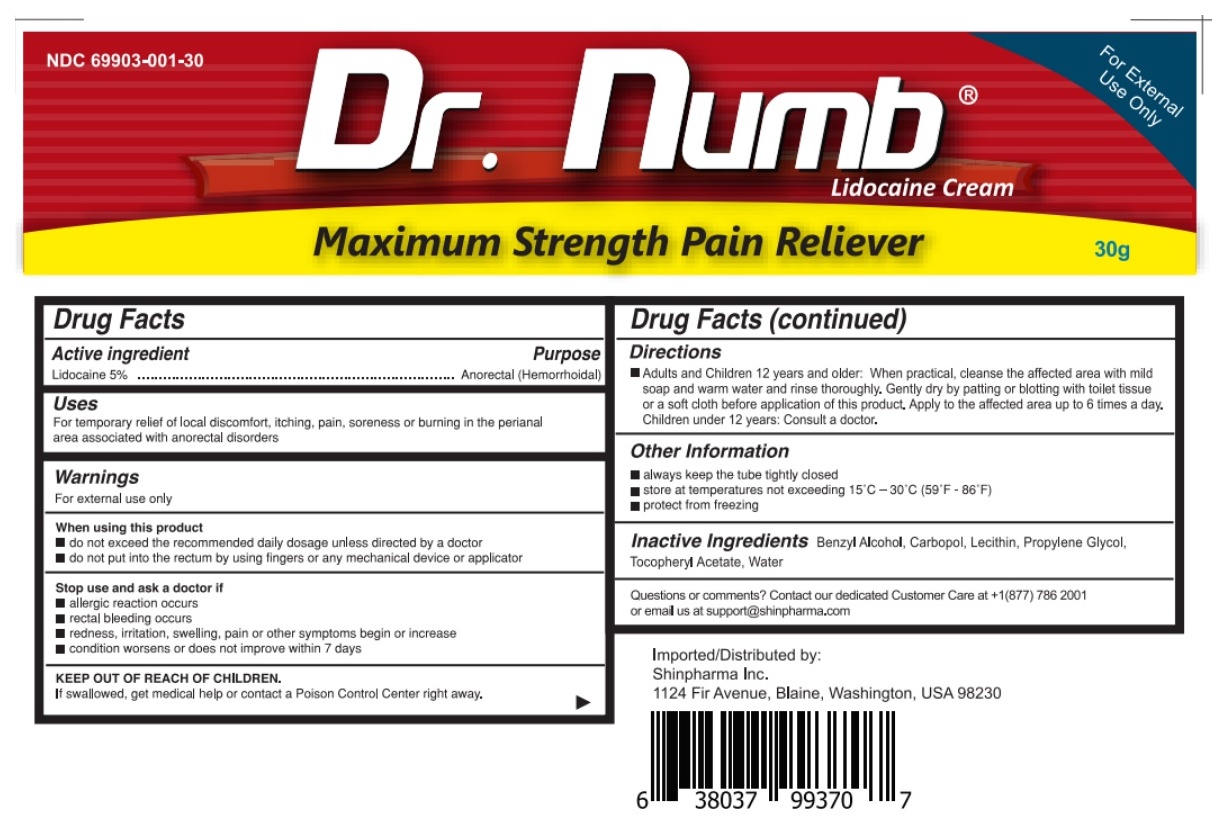 NDC 69903-001-30
Dr. Numb®
For External
Use Only
Lidocaine Cream
Maximum Strength Pain Reliever
30g
Drug Facts
Active ingredient Purpose
Lidocaine 5% ........................................................ Anorectal (Hemorrhoidal)
Uses
For temporary relief of local discomfort, itching, pain, soreness or burning in the perianal
area associated with anorectal disorders
Warnings
For external use only
When using this product
■ do not exceed the recommended daily dosage unless directed by a doctor
■ do not put into the rectum by using fingers or any mechanical device or applicator
Stop use and ask a doctor if
■ allergic reaction occurs
■ rectal bleeding occurs
■ redness, irritation, swelling, pain or other symptoms begin or increase
■ condition worsens or does not improve within 7 days
KEEP OUT OF REACH OF CHILDREN.
If swallowed, get medical help or contact a Poison Control Center right away.
Drug Facts (continued)
Directions
■ Adults and Children 12 years and older: When practical, cleanse the affected area with mild
soap and warm water and rinse thoroughly. Gently dry by patting or blotting with toilet tissue
or a soft cloth before application of this product. Apply to the affected area up to 6 times a day.
Children under 12 years: Consult a doctor.
Other Information
■ always keep the tube tightly closed
■ store at temperatures not exceeding 15˚C – 30˚C (59˚F - 86˚F)
■ protect from freezing
Inactive Ingredients Benzyl Alcohol, Carbopol, Lecithin, Propylene Glycol,
Tocopheryl Acetate, Water
Questions or comments? Contact our dedicated Customer Care at +1(877) 786 2001
or email us at support@shinpharma.com
Imported/Distributed by:
Shinpharma Inc.
1124 Fir Avenue, Blaine, Washington, USA 98230
6 38037 99370 7